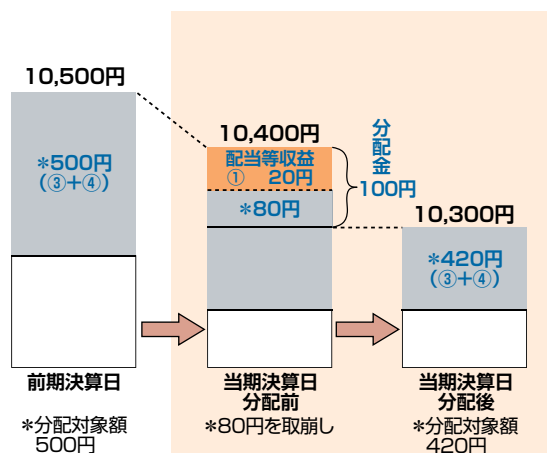 10,500円
*500円
(③+④)
前期決算日
*分配対象額
500円
10,400円
配当等収益
① 20円
*80円
分配金
100円
当期決算日
分配前
*80円を取崩し
10,300円
*420円
(③+④)
当期決算日
分配後
*分配対象額
420円